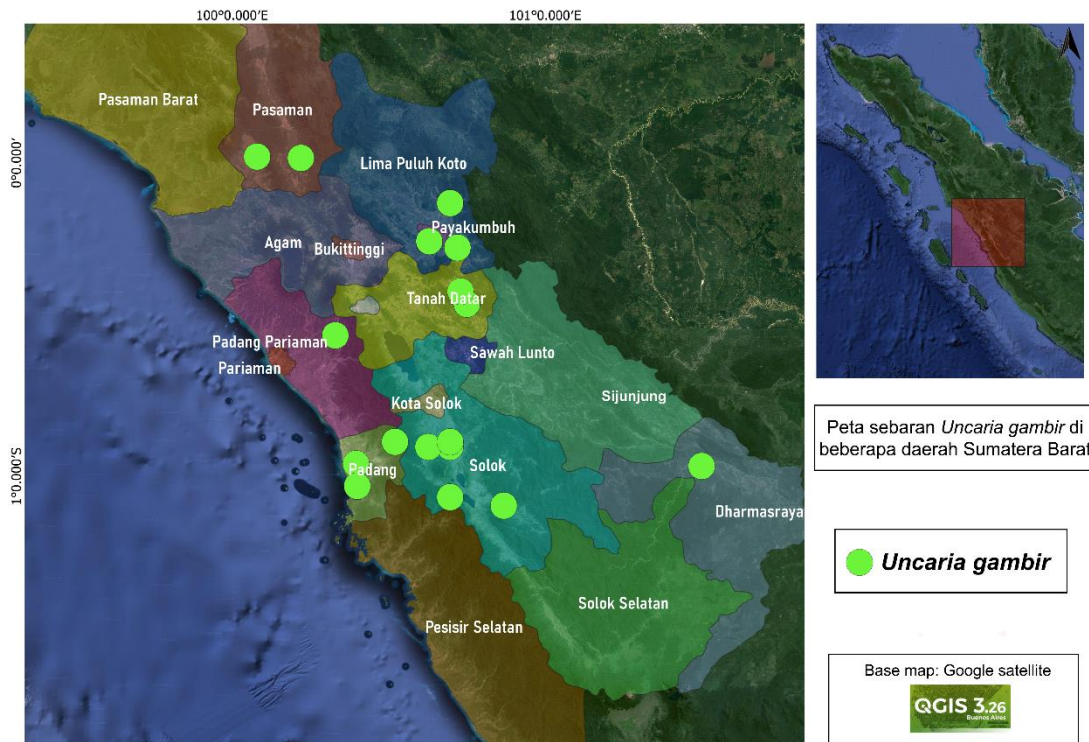 100°0.000'E
101°0.000'E
0°0.000'
1°0.000'S
Pasaman Barat
Pasaman
Lima Puluh Koto
Payakumbuh
Agam
Bukittinggi
Tanah Datar
Padang Pariaman
Pariaman
Sawah Lunto
Sijunjung
Kota Solok
Padang
Solok
Dharmasraya
Solok Selatan
Pesisir Selatan
Peta sebaran Uncaria gambir di
beberapa daerah Sumatera Barat
Uncaria gambir
Base map: Google satellite
QGIS 3.26
Buenos Aires